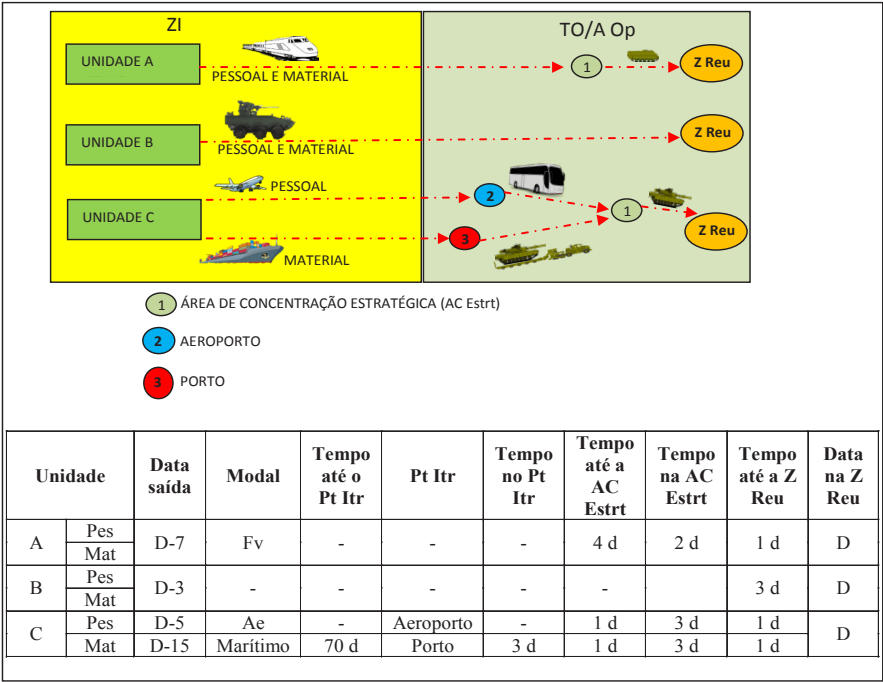 ZI
TO/A Op
UNIDADE A
PESSOAL E MATERIAL
1
Z Reu
UNIDADE B
PESSOAL E MATERIAL
Z Reu
UNIDADE C
PESSOAL
2
1
Z Reu
3
MATERIAL
1 ÁREA DE CONCENTRAÇÃO ESTRATÉGICA (AC Estrt)
2 AEROPORTO
3 PORTO
Unidade Data saída Modal Tempo até o Pt Itr Pt Itr Tempo no Pt Itr Tempo até a AC Estrt Tempo na AC Estrt Tempo até a Z Reu Data na Z Reu
A Pes Mat D-7 Fv - - - 4 d 2 d 1 d D
B Pes Mat D-3 - - - - - 3 d D
C Pes D-5 Ae - Aeroporto - 1 d 3 d 1 d D
Mat D-15 Marítimo 70 d Porto 3 d 1 d 3 d 1 d